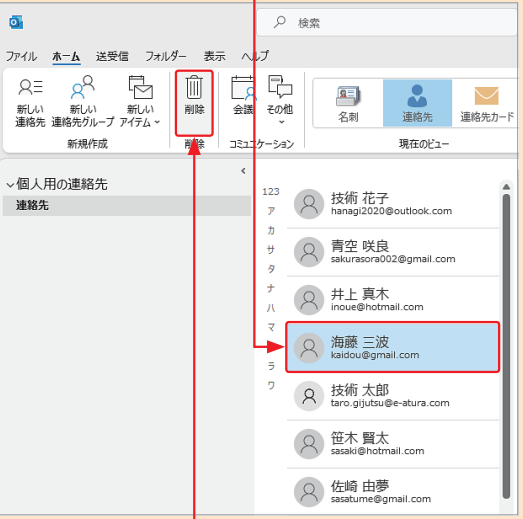 検索
ファイル ホーム 送受信 フォルダー 表示 ヘルプ
新しい 新しい 新しい 削除 会議 その他 名刺 連絡先 連絡先カード
連絡先 連絡先グループ アイテム
新規作成 削除 コミュニケーション 現在のビュー
個人用の連絡先
連絡先
123
ア
カ
サ
タ
ナ
ハ
マ
ラ
ワ
技術 花子
hanagi2020@outlook.com
青空 咲良
sakurasora002@gmail.com
井上 真木
inoue@hotmail.com
海藤 三波
kaidou@gmail.com
技術 太郎
taro.gijutsu@e-atura.com
笹木 賢太
sasaki@hotmail.com
佐崎 由夢
sasatume@gmail.com